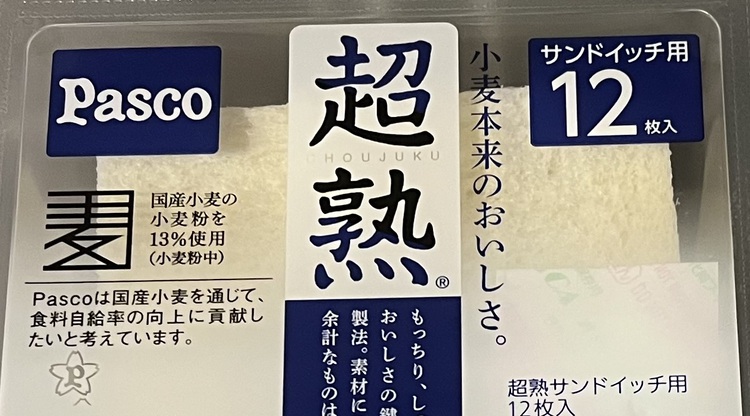 Pasco
超熟
CHOUJUKU
®
小麦本来のおいしさ。
サンドイッチ用
12枚入
麦
国産小麦の
小麦粉を
13%使用
(小麦粉中)
Pascoは国産小麦を通じて、
食料自給率の向上に貢献し
たいと考えています。
P
もっちり、し
おいしさの鍵
製法。素材に
余計なものは
超熟サンドイッチ用
12枚入